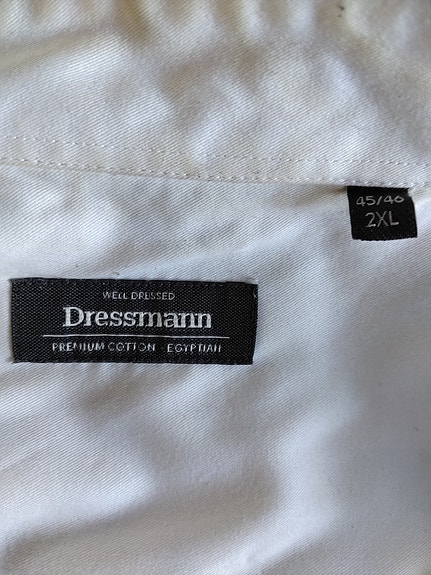 45/46
2XL
WELL DRESSED
Dressmann
PREMIUM COTTON - EGYPTIAN